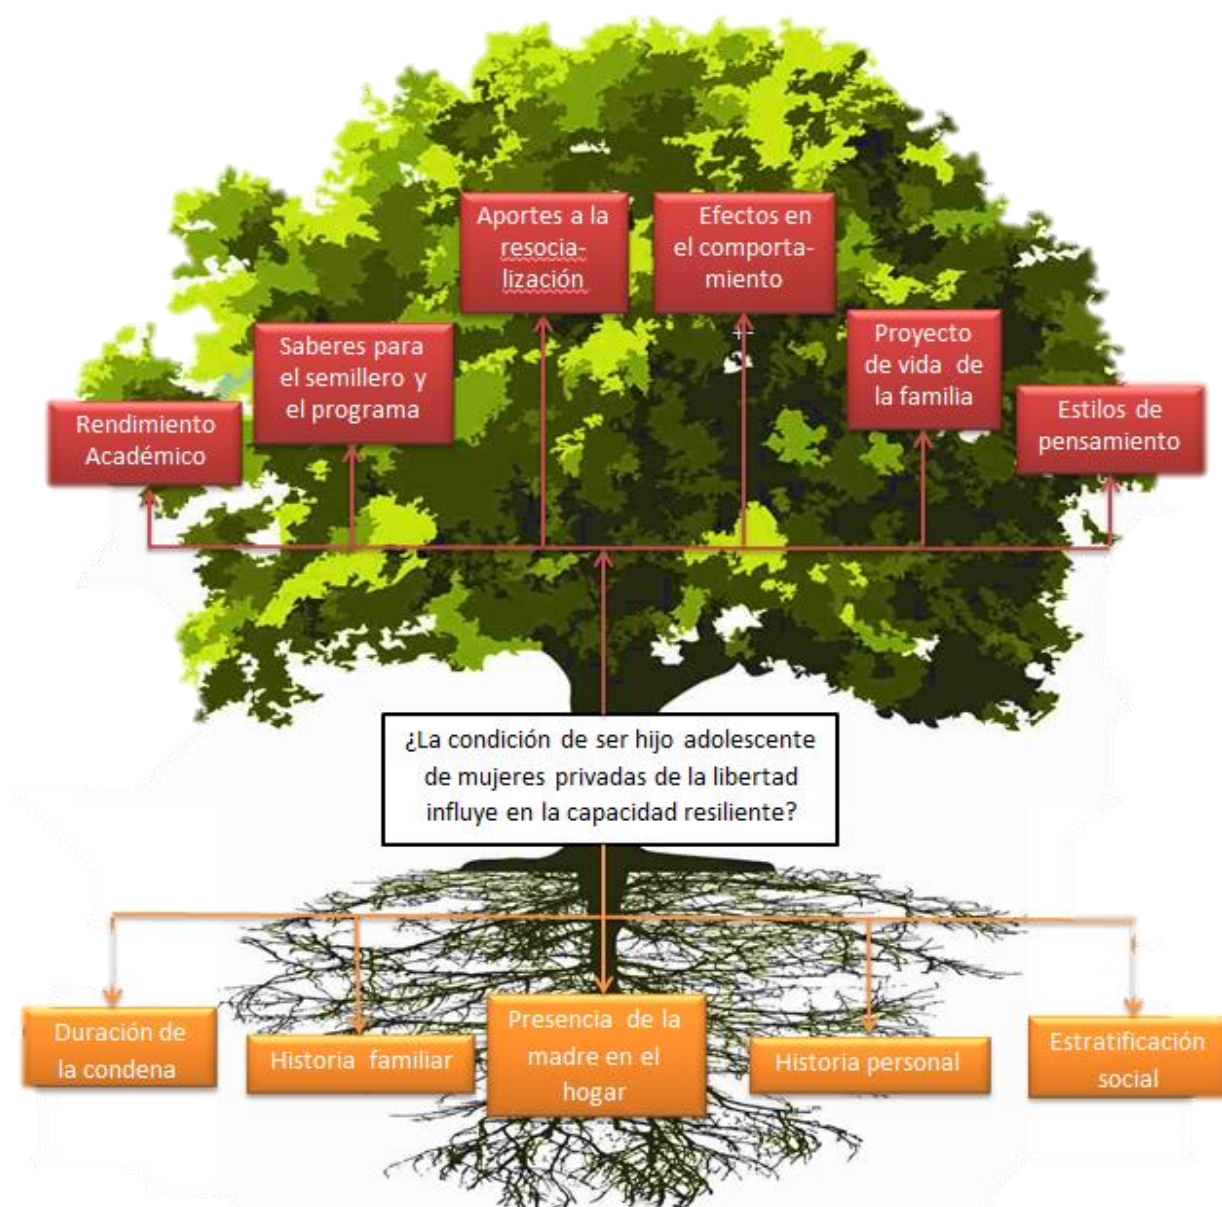 Aportes a la
resocia-
lización
Efectos en
el comporta-
miento
Saberes para
el semillero y
el programa
Proyecto
de vida de
la familia
Rendimiento
Académico
Estilos de
pensamiento
¿La condición de ser hijo adolescente
de mujeres privadas de la libertad
influye en la capacidad resiliente?
Duración de
la condena
Historia familiar
Presencia de la
madre en el
hogar
Historia personal
Estratificación
social